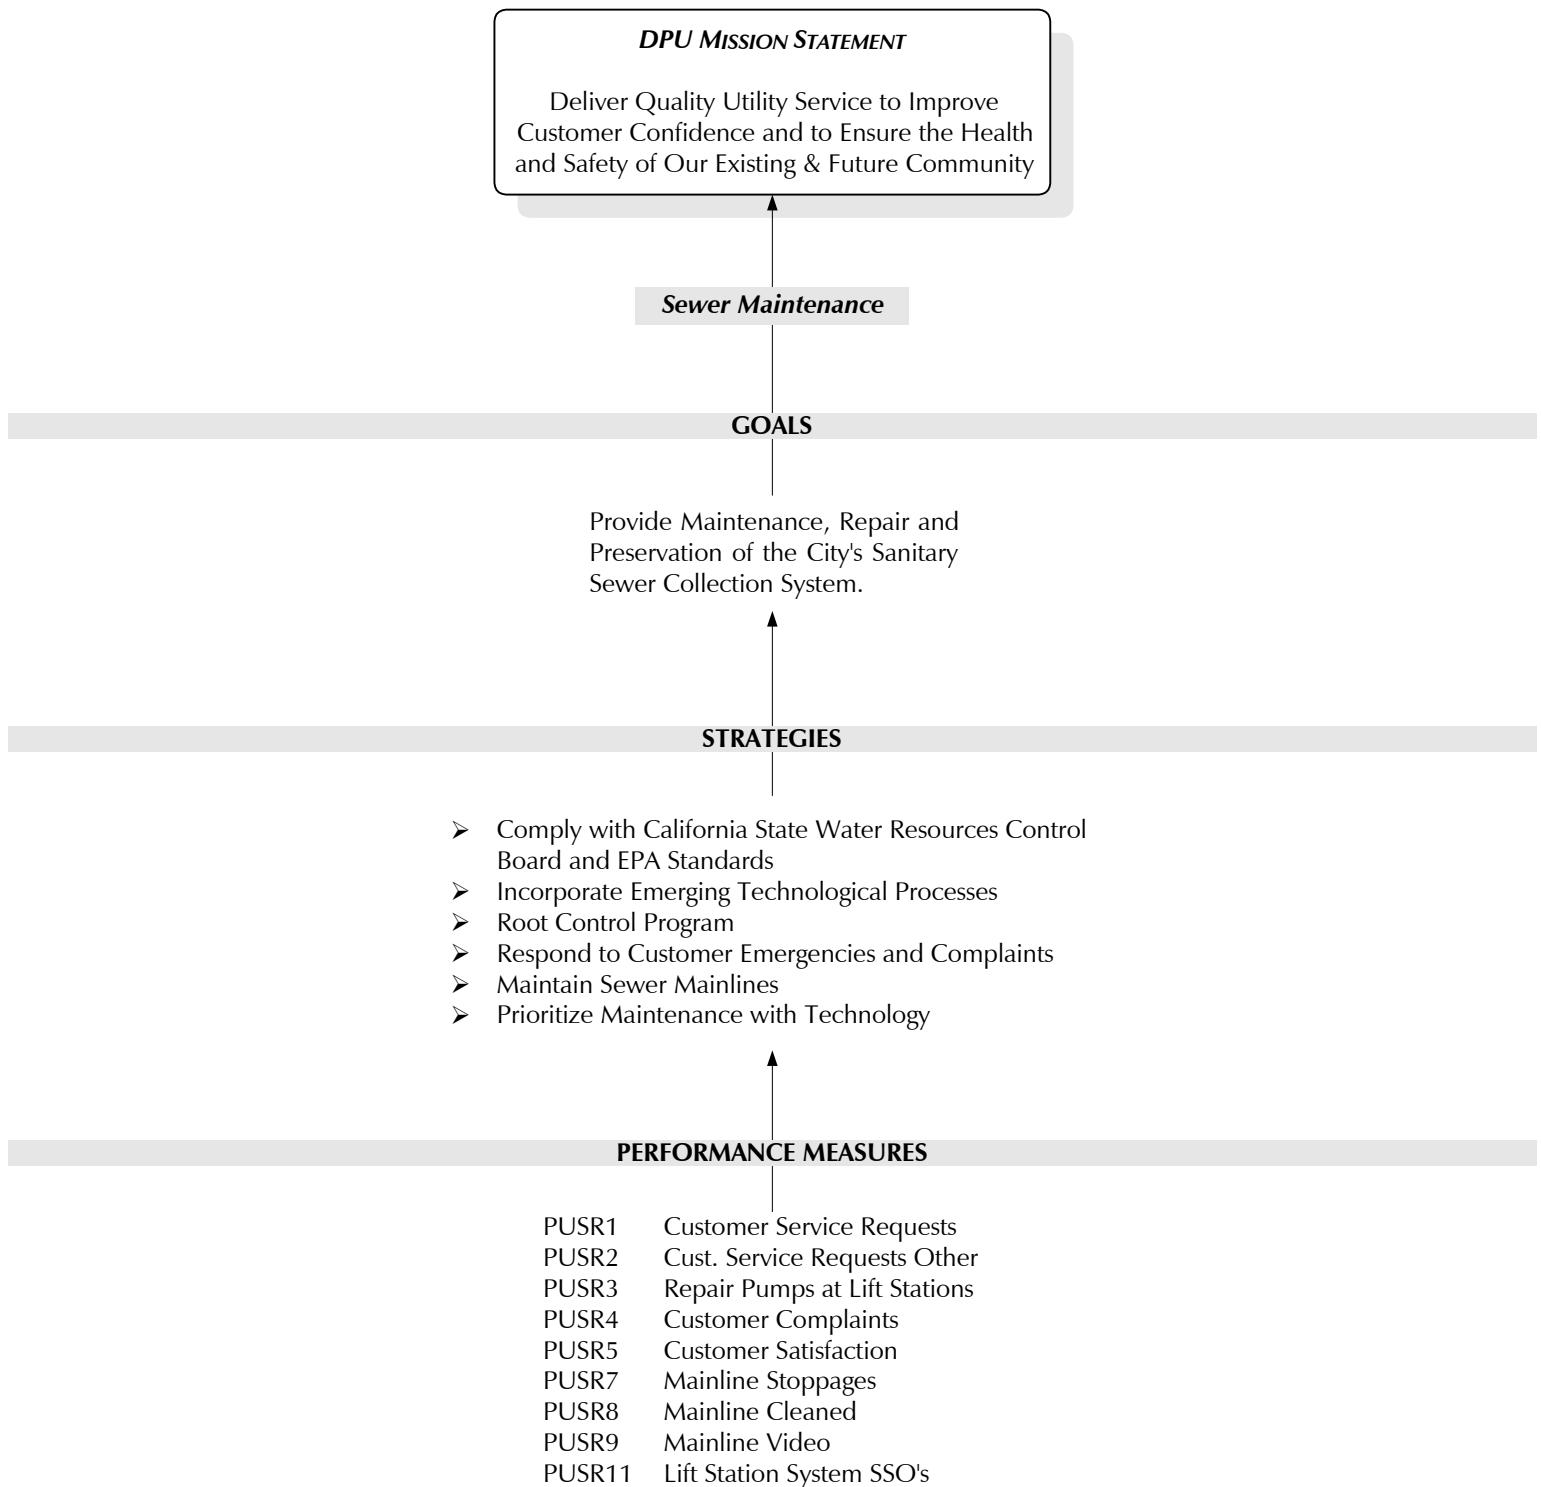 DPU MISSION STATEMENT
Deliver Quality Utility Service to Improve
Customer Confidence and to Ensure the Health
and Safety of Our Existing & Future Community
Sewer Maintenance
GOALS
Provide Maintenance, Repair and
Preservation of the City's Sanitary
Sewer Collection System.
STRATEGIES
➢ Comply with California State Water Resources Control
Board and EPA Standards
➢ Incorporate Emerging Technological Processes
➢ Root Control Program
➢ Respond to Customer Emergencies and Complaints
➢ Maintain Sewer Mainlines
➢ Prioritize Maintenance with Technology
PERFORMANCE MEASURES
PUSR1 Customer Service Requests
PUSR2 Cust. Service Requests Other
PUSR3 Repair Pumps at Lift Stations
PUSR4 Customer Complaints
PUSR5 Customer Satisfaction
PUSR7 Mainline Stoppages
PUSR8 Mainline Cleaned
PUSR9 Mainline Video
PUSR11 Lift Station System SSO's